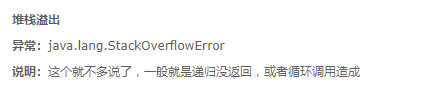 堆栈溢出
异常：java.lang.StackOverflowError
说明：这个就不多说了，一般就是递归没返回，或者循环调用造成